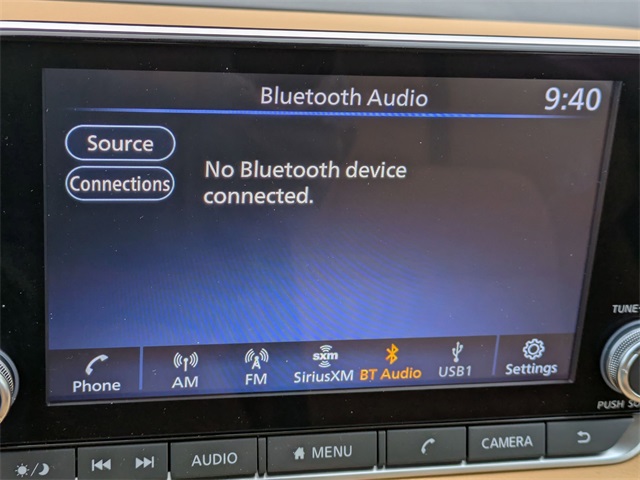 Bluetooth Audio
9:40
Source
No Bluetooth device
connected.
Connections
Phone
AM
FM
sxm
SiriusXM
BT Audio
USB1
Settings
TUNE
PUSH
AUDIO
MENU
CAMERA